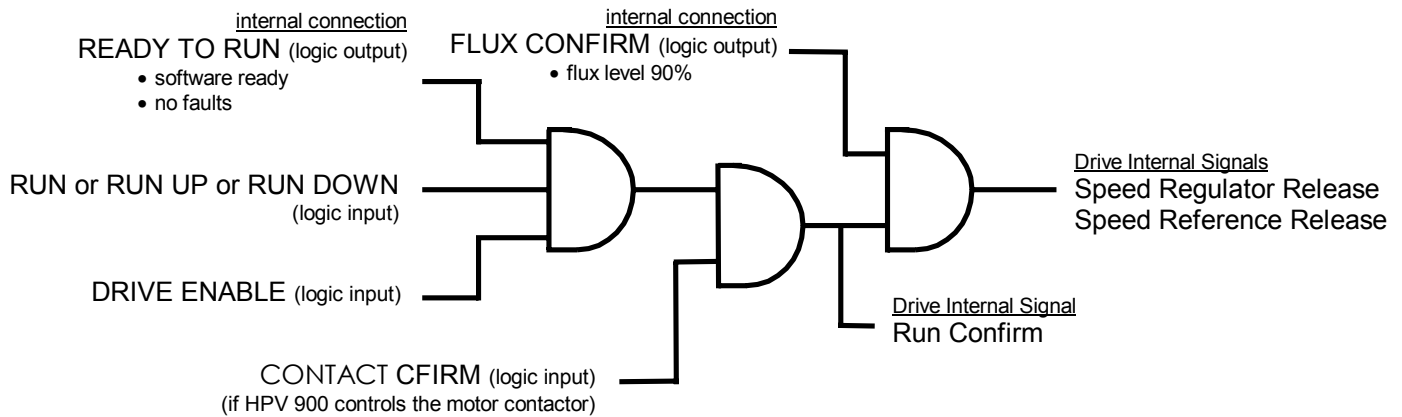 internal connection
READY TO RUN (logic output)
• software ready
• no faults
internal connection
FLUX CONFIRM (logic output)
• flux level 90%
RUN or RUN UP or RUN DOWN
(logic input)
DRIVE ENABLE (logic input)
CONTACT CFIRM (logic input)
(if HPV 900 controls the motor contactor)
Drive Internal Signals
Speed Regulator Release
Speed Reference Release
Drive Internal Signal
Run Confirm